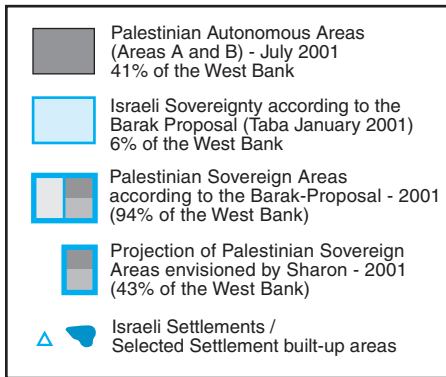 Palestinian Autonomous Areas
(Areas A and B) - July 2001
41% of the West Bank
Israeli Sovereignty according to the
Barak Proposal (Taba January 2001)
6% of the West Bank
Palestinian Sovereign Areas
according to the Barak-Proposal - 2001
(94% of the West Bank)
Projection of Palestinian Sovereign
Areas envisioned by Sharon - 2001
(43% of the West Bank)
Israeli Settlements /
Selected Settlement built-up areas